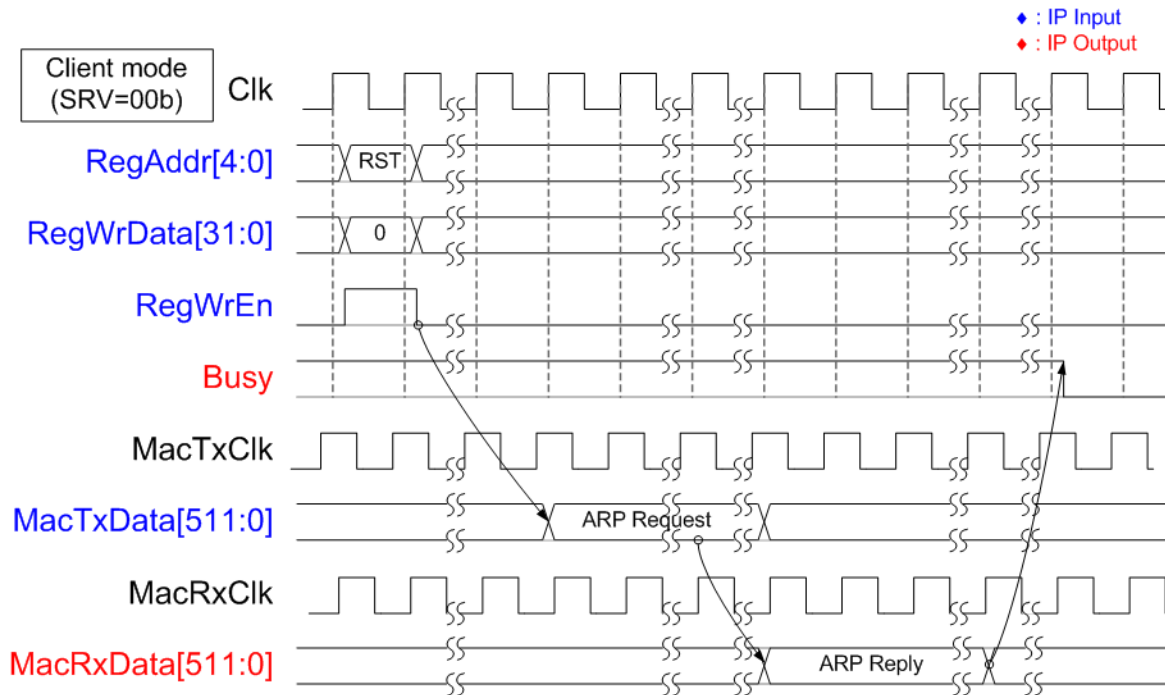 ♦ : IP Input
♦ : IP Output
Client mode
(SRV=00b)
Clk
RegAddr[4:0]
RST
RegWrData[31:0]
0
RegWrEn
Busy
MacTxClk
MacTxData[511:0]
ARP Request
MacRxClk
MacRxData[511:0]
ARP Reply